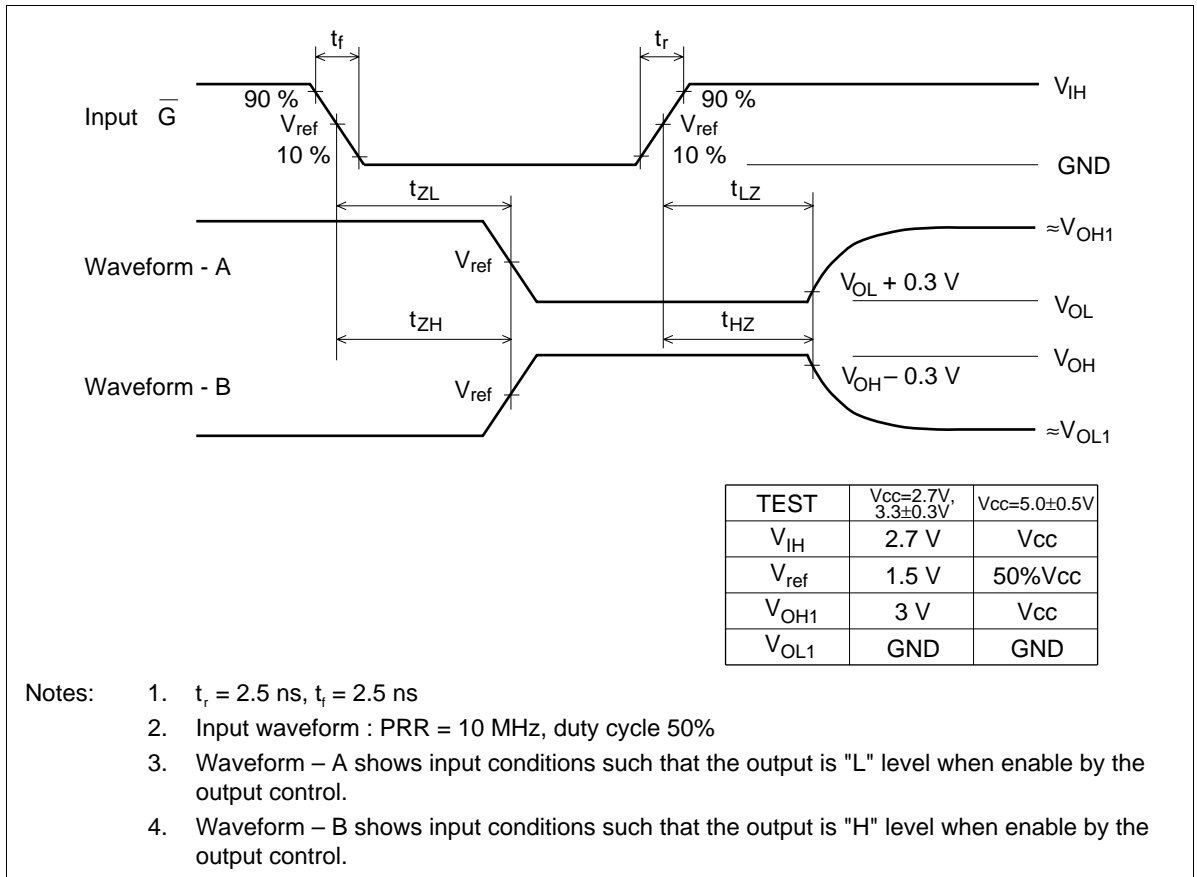 tf tr
Input G̅ 90 % Vref 10 % 90 % Vref 10 % VIH
GND
tZL tLZ
Waveform - A Vref VOL + 0.3 V ≈VOH1
VOL
tZH tHZ
Waveform - B Vref VOH – 0.3 V VOH
≈VOL1
TEST Vcc=2.7V, 3.3±0.3V Vcc=5.0±0.5V
VIH 2.7 V Vcc
Vref 1.5 V 50%Vcc
VOH1 3 V Vcc
VOL1 GND GND
Notes: 1. tr = 2.5 ns, tf = 2.5 ns
2. Input waveform : PRR = 10 MHz, duty cycle 50%
3. Waveform – A shows input conditions such that the output is "L" level when enable by the
output control.
4. Waveform – B shows input conditions such that the output is "H" level when enable by the
output control.